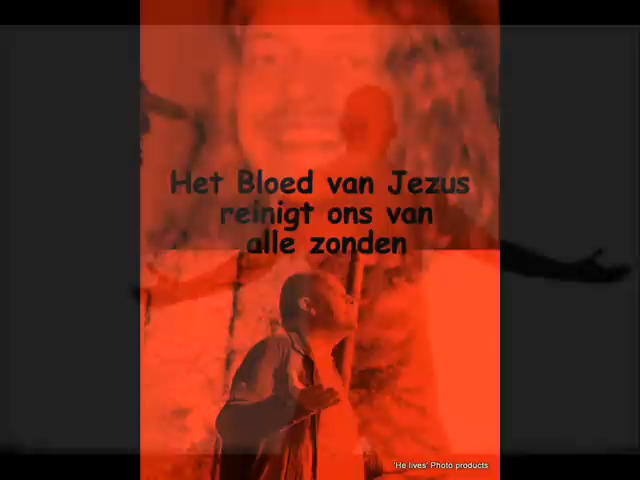 Het Bloed van Jezus
reinigt ons van
alle zonden
'He lives' Photo products